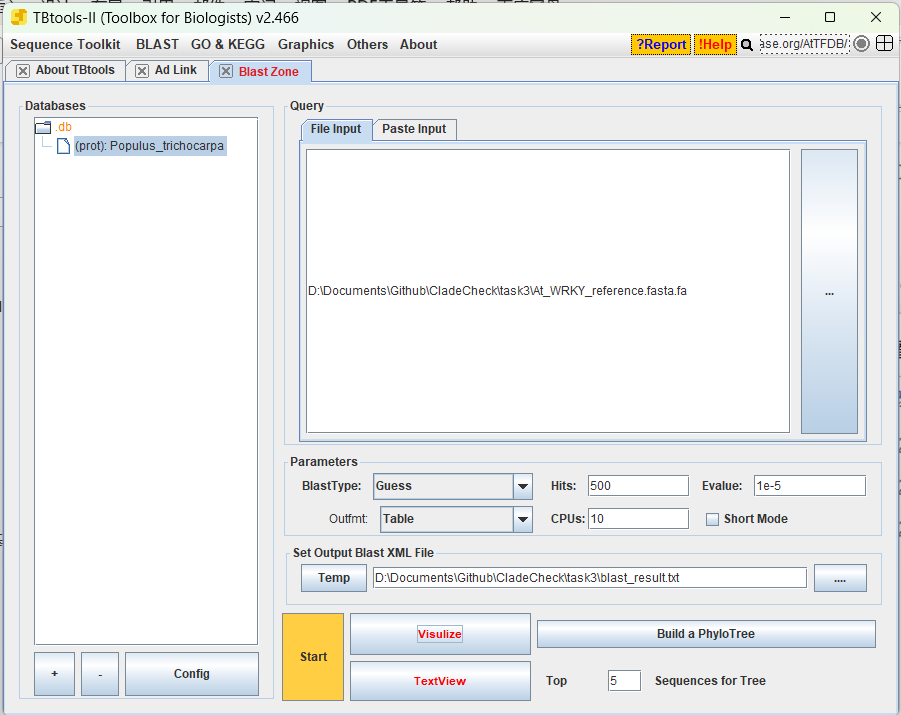 TBtools-II (Toolbox for Biologists) v2.466
Sequence Toolkit BLAST GO & KEGG Graphics Others About ?Report !Help ase.org/AtTFDB/
About TBtools Ad Link Blast Zone
Databases
.db
(prot): Populus_trichocarpa
+ - Config
Query
File Input Paste Input
D:\Documents\Github\CladeCheck\task3\At_WRKY_reference.fasta.fa
...
Parameters
BlastType: Guess Hits: 500 Evalue: 1e-5
Outfmt: Table CPUs: 10 Short Mode
Set Output Blast XML File
Temp D:\Documents\Github\CladeCheck\task3\blast_result.txt ....
Start
Visulize Build a PhyloTree
TextView Top 5 Sequences for Tree